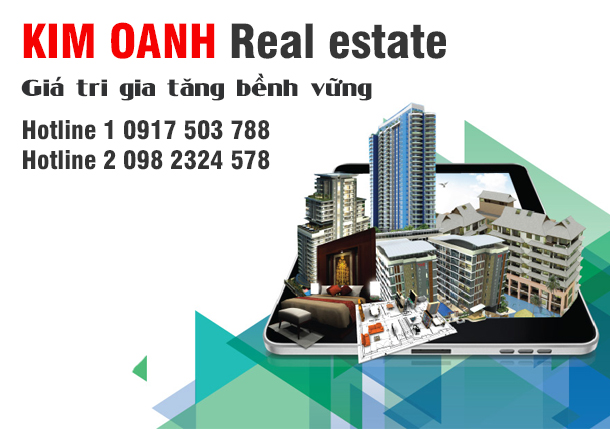 KIM OANH Real estate
Giá tri gia tăng bềnh vững
Hotline 1 0917 503 788
Hotline 2 098 2324 578